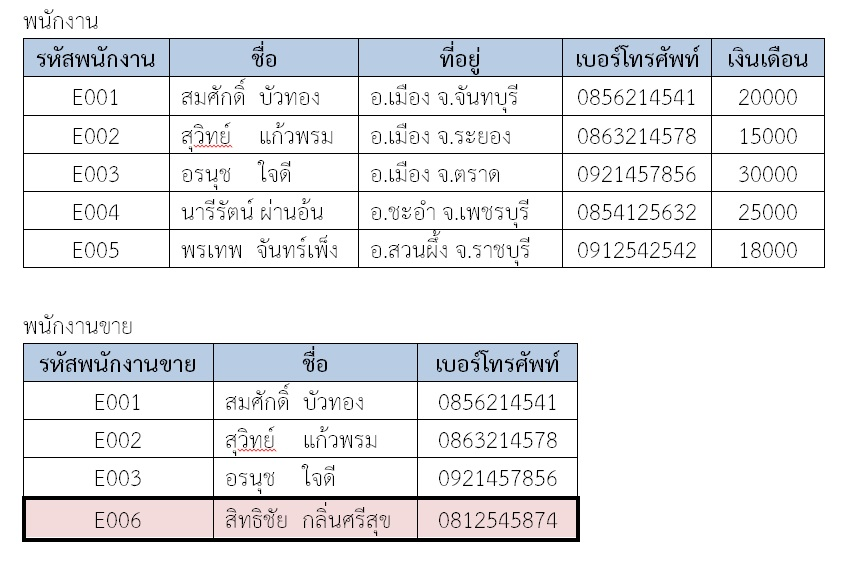 พนักงาน
รหัสพนักงาน ชื่อ ที่อยู่ เบอร์โทรศัพท์ เงินเดือน
E001 สมศักดิ์ บัวทอง อ.เมือง จ.จันทบุรี 0856214541 20000
E002 สุวิทย์ แก้วพรม อ.เมือง จ.ระยอง 0863214578 15000
E003 อรนุช ใจดี อ.เมือง จ.ตราด 0921457856 30000
E004 นารีรัตน์ ผ่านอ้น อ.ชะอำ จ.เพชรบุรี 0854125632 25000
E005 พรเทพ จันทร์เพ็ง อ.สวนผึ้ง จ.ราชบุรี 0912542542 18000
พนักงานขาย
รหัสพนักงานขาย ชื่อ เบอร์โทรศัพท์
E001 สมศักดิ์ บัวทอง 0856214541
E002 สุวิทย์ แก้วพรม 0863214578
E003 อรนุช ใจดี 0921457856
E006 สิทธิชัย กลิ่นศรีสุข 0812545874